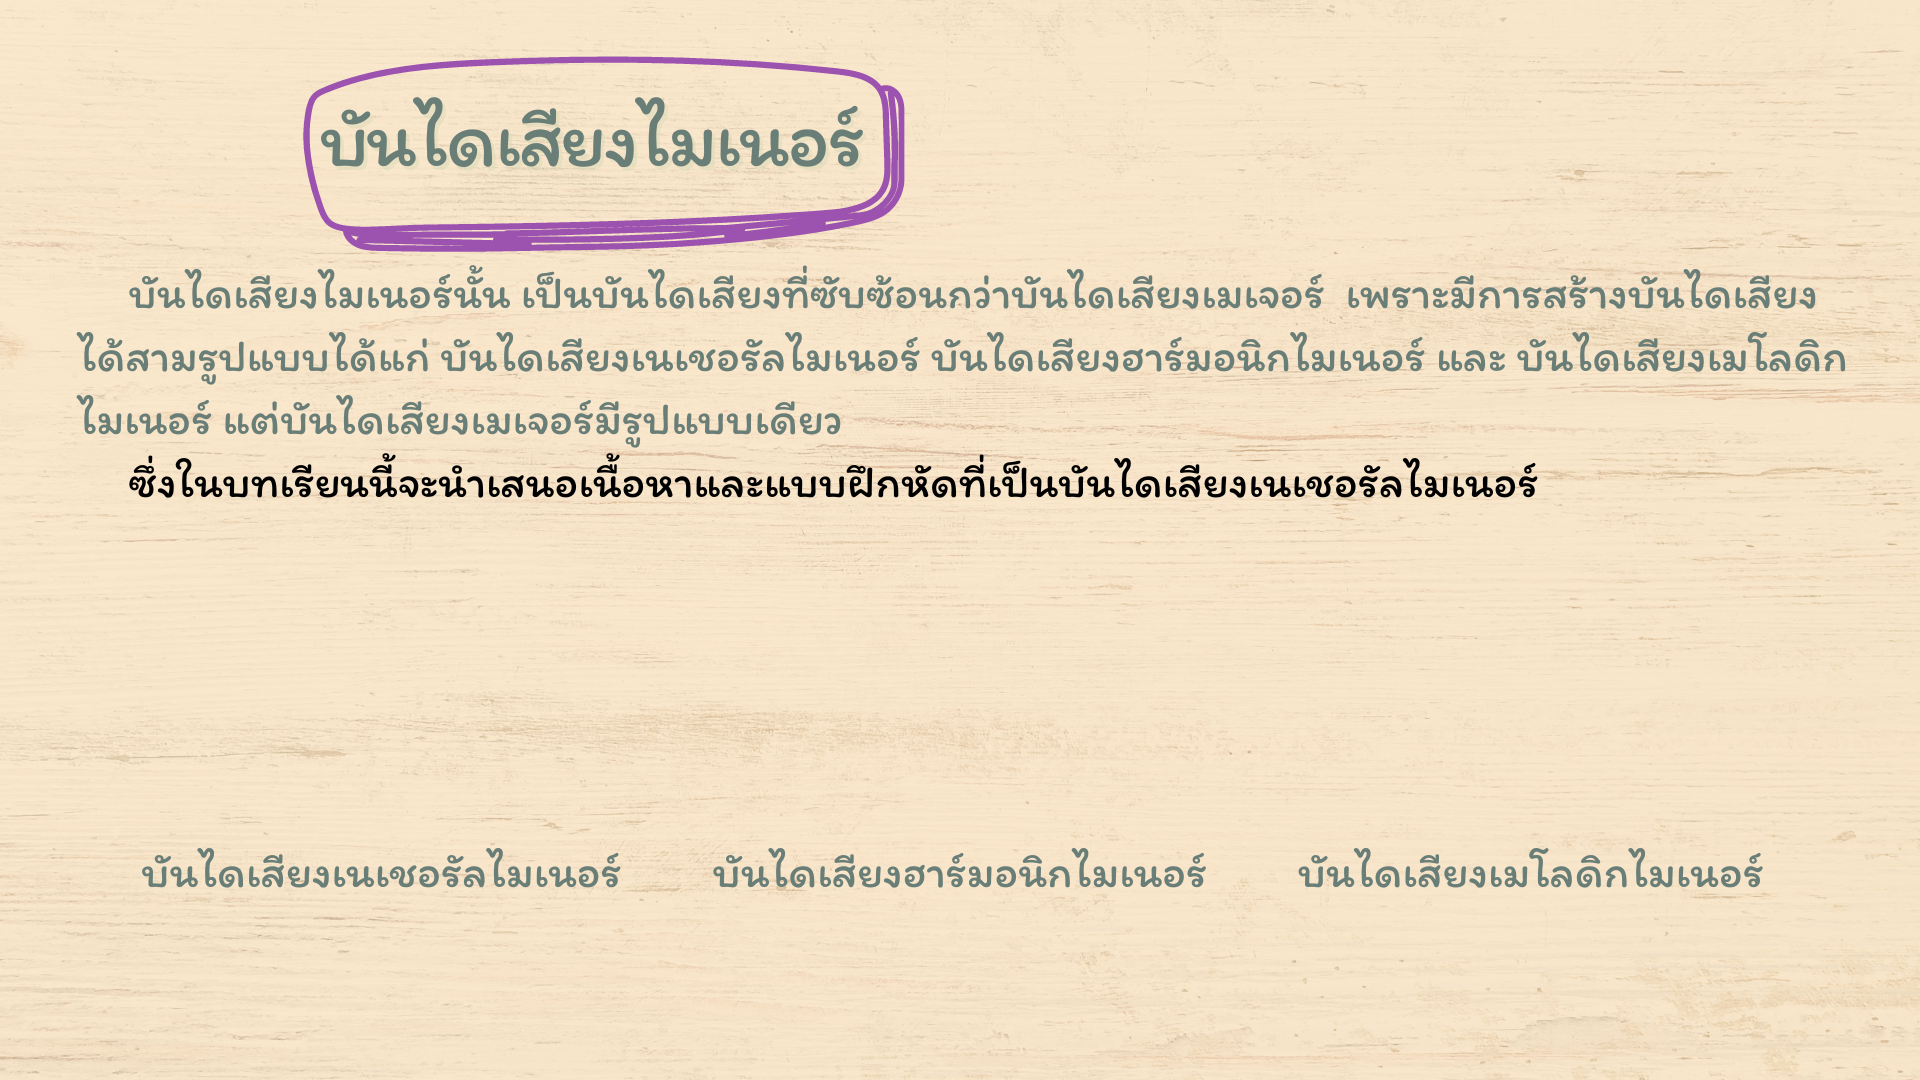 บันไดเสียงไมเนอร์
บันไดเสียงไมเนอร์นั้น เป็นบันไดเสียงที่ซับซ้อนกว่าบันไดเสียงเมเจอร์  เพราะมีการสร้างบันไดเสียง
ได้สามรูปแบบได้แก่ บันไดเสียงเนเชอรัลไมเนอร์ บันไดเสียงฮาร์มอนิกไมเนอร์ และ บันไดเสียงเมโลดิก
ไมเนอร์ แต่บันไดเสียงเมเจอร์มีรูปแบบเดียว
ซึ่งในบทเรียนนี้จะนำเสนอเนื้อหาและแบบฝึกหัดที่เป็นบันไดเสียงเนเชอรัลไมเนอร์
บันไดเสียงเนเชอรัลไมเนอร์ บันไดเสียงฮาร์มอนิกไมเนอร์ บันไดเสียงเมโลดิกไมเนอร์